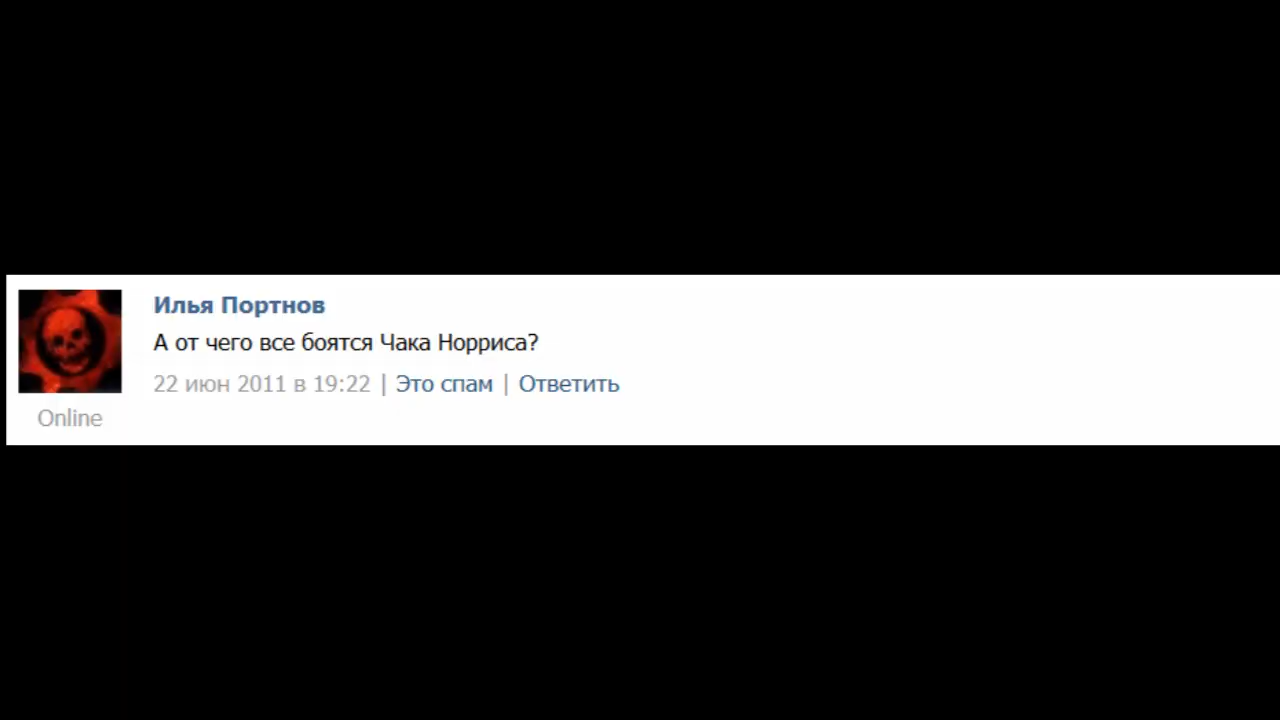 Илья Портнов
А от чего все боятся Чака Норриса?
22 июн 2011 в 19:22 | Это спам | Ответить
Online